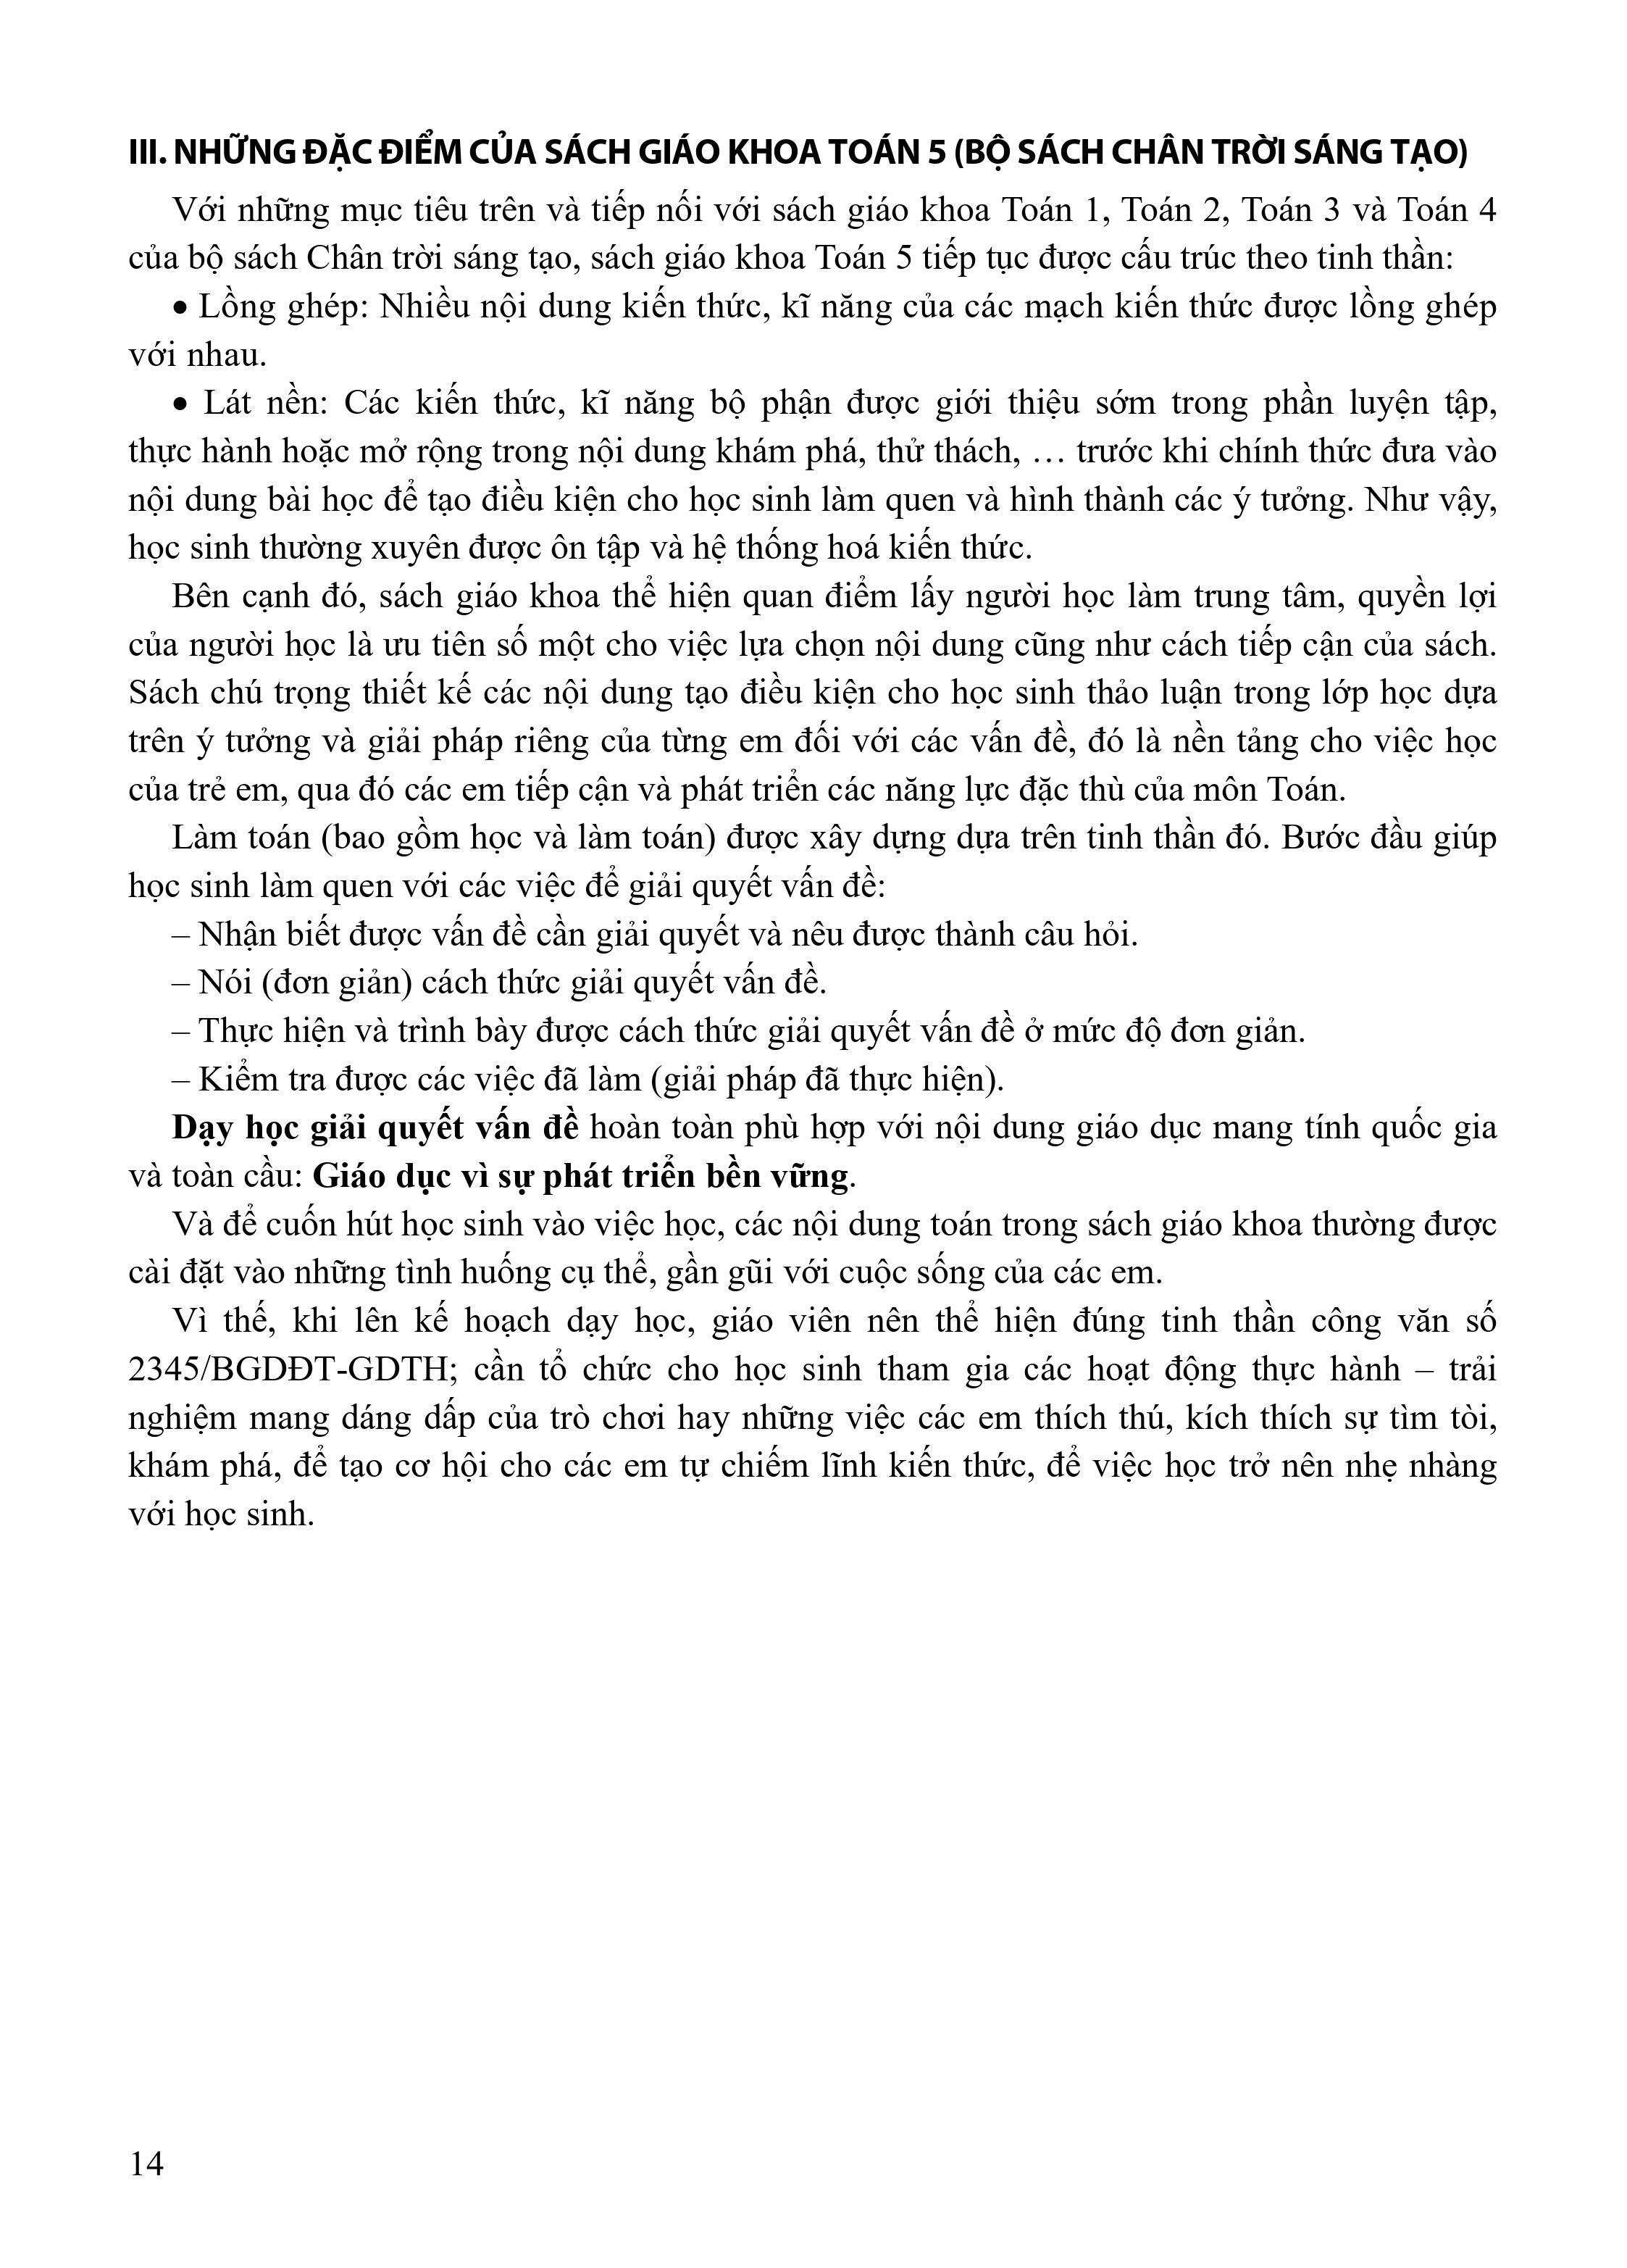 III. NHỮNG ĐẶC ĐIỂM CỦA SÁCH GIÁO KHOA TOÁN 5 (BỘ SÁCH CHÂN TRỜI SÁNG TẠO)
Với những mục tiêu trên và tiếp nối với sách giáo khoa Toán 1, Toán 2, Toán 3 và Toán 4
của bộ sách Chân trời sáng tạo, sách giáo khoa Toán 5 tiếp tục được cấu trúc theo tinh thần:
• Lồng ghép: Nhiều nội dung kiến thức, kĩ năng của các mạch kiến thức được lồng ghép
với nhau.
• Lát nền: Các kiến thức, kĩ năng bộ phận được giới thiệu sớm trong phần luyện tập,
thực hành hoặc mở rộng trong nội dung khám phá, thử thách, … trước khi chính thức đưa vào
nội dung bài học để tạo điều kiện cho học sinh làm quen và hình thành các ý tưởng. Như vậy,
học sinh thường xuyên được ôn tập và hệ thống hoá kiến thức.
Bên cạnh đó, sách giáo khoa thể hiện quan điểm lấy người học làm trung tâm, quyền lợi
của người học là ưu tiên số một cho việc lựa chọn nội dung cũng như cách tiếp cận của sách.
Sách chú trọng thiết kế các nội dung tạo điều kiện cho học sinh thảo luận trong lớp học dựa
trên ý tưởng và giải pháp riêng của từng em đối với các vấn đề, đó là nền tảng cho việc học
của trẻ em, qua đó các em tiếp cận và phát triển các năng lực đặc thù của môn Toán.
Làm toán (bao gồm học và làm toán) được xây dựng dựa trên tinh thần đó. Bước đầu giúp
học sinh làm quen với các việc để giải quyết vấn đề:
– Nhận biết được vấn đề cần giải quyết và nêu được thành câu hỏi.
– Nói (đơn giản) cách thức giải quyết vấn đề.
– Thực hiện và trình bày được cách thức giải quyết vấn đề ở mức độ đơn giản.
– Kiểm tra được các việc đã làm (giải pháp đã thực hiện).
Dạy học giải quyết vấn đề hoàn toàn phù hợp với nội dung giáo dục mang tính quốc gia
và toàn cầu: Giáo dục vì sự phát triển bền vững.
Và để cuốn hút học sinh vào việc học, các nội dung toán trong sách giáo khoa thường được
cài đặt vào những tình huống cụ thể, gần gũi với cuộc sống của các em.
Vì thế, khi lên kế hoạch dạy học, giáo viên nên thể hiện đúng tinh thần công văn số
2345/BGDĐT-GDTH; cần tổ chức cho học sinh tham gia các hoạt động thực hành – trải
nghiệm mang dáng dấp của trò chơi hay những việc các em thích thú, kích thích sự tìm tòi,
khám phá, để tạo cơ hội cho các em tự chiếm lĩnh kiến thức, để việc học trở nên nhẹ nhàng
với học sinh.
14